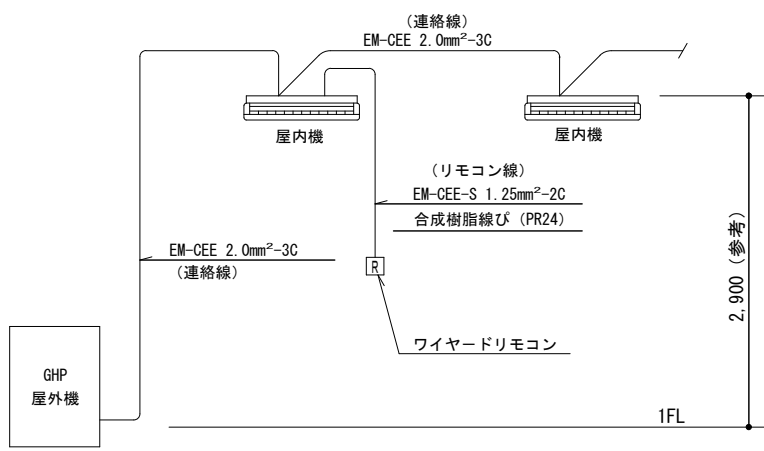 (連絡線)
EM-CEE 2.0mm²-3C
屋内機
屋内機
(リモコン線)
EM-CEE-S 1.25mm²-2C
合成樹脂線ぴ (PR24)
EM-CEE 2.0mm²-3C
(連絡線)
R
2,900 (参考)
ワイヤードリモコン
GHP
屋外機
1FL